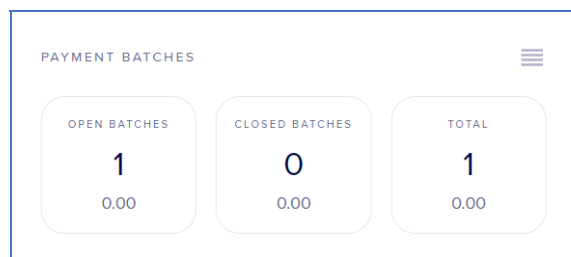 PAYMENT BATCHES
OPEN BATCHES
1
0.00
CLOSED BATCHES
0
0.00
TOTAL
1
0.00